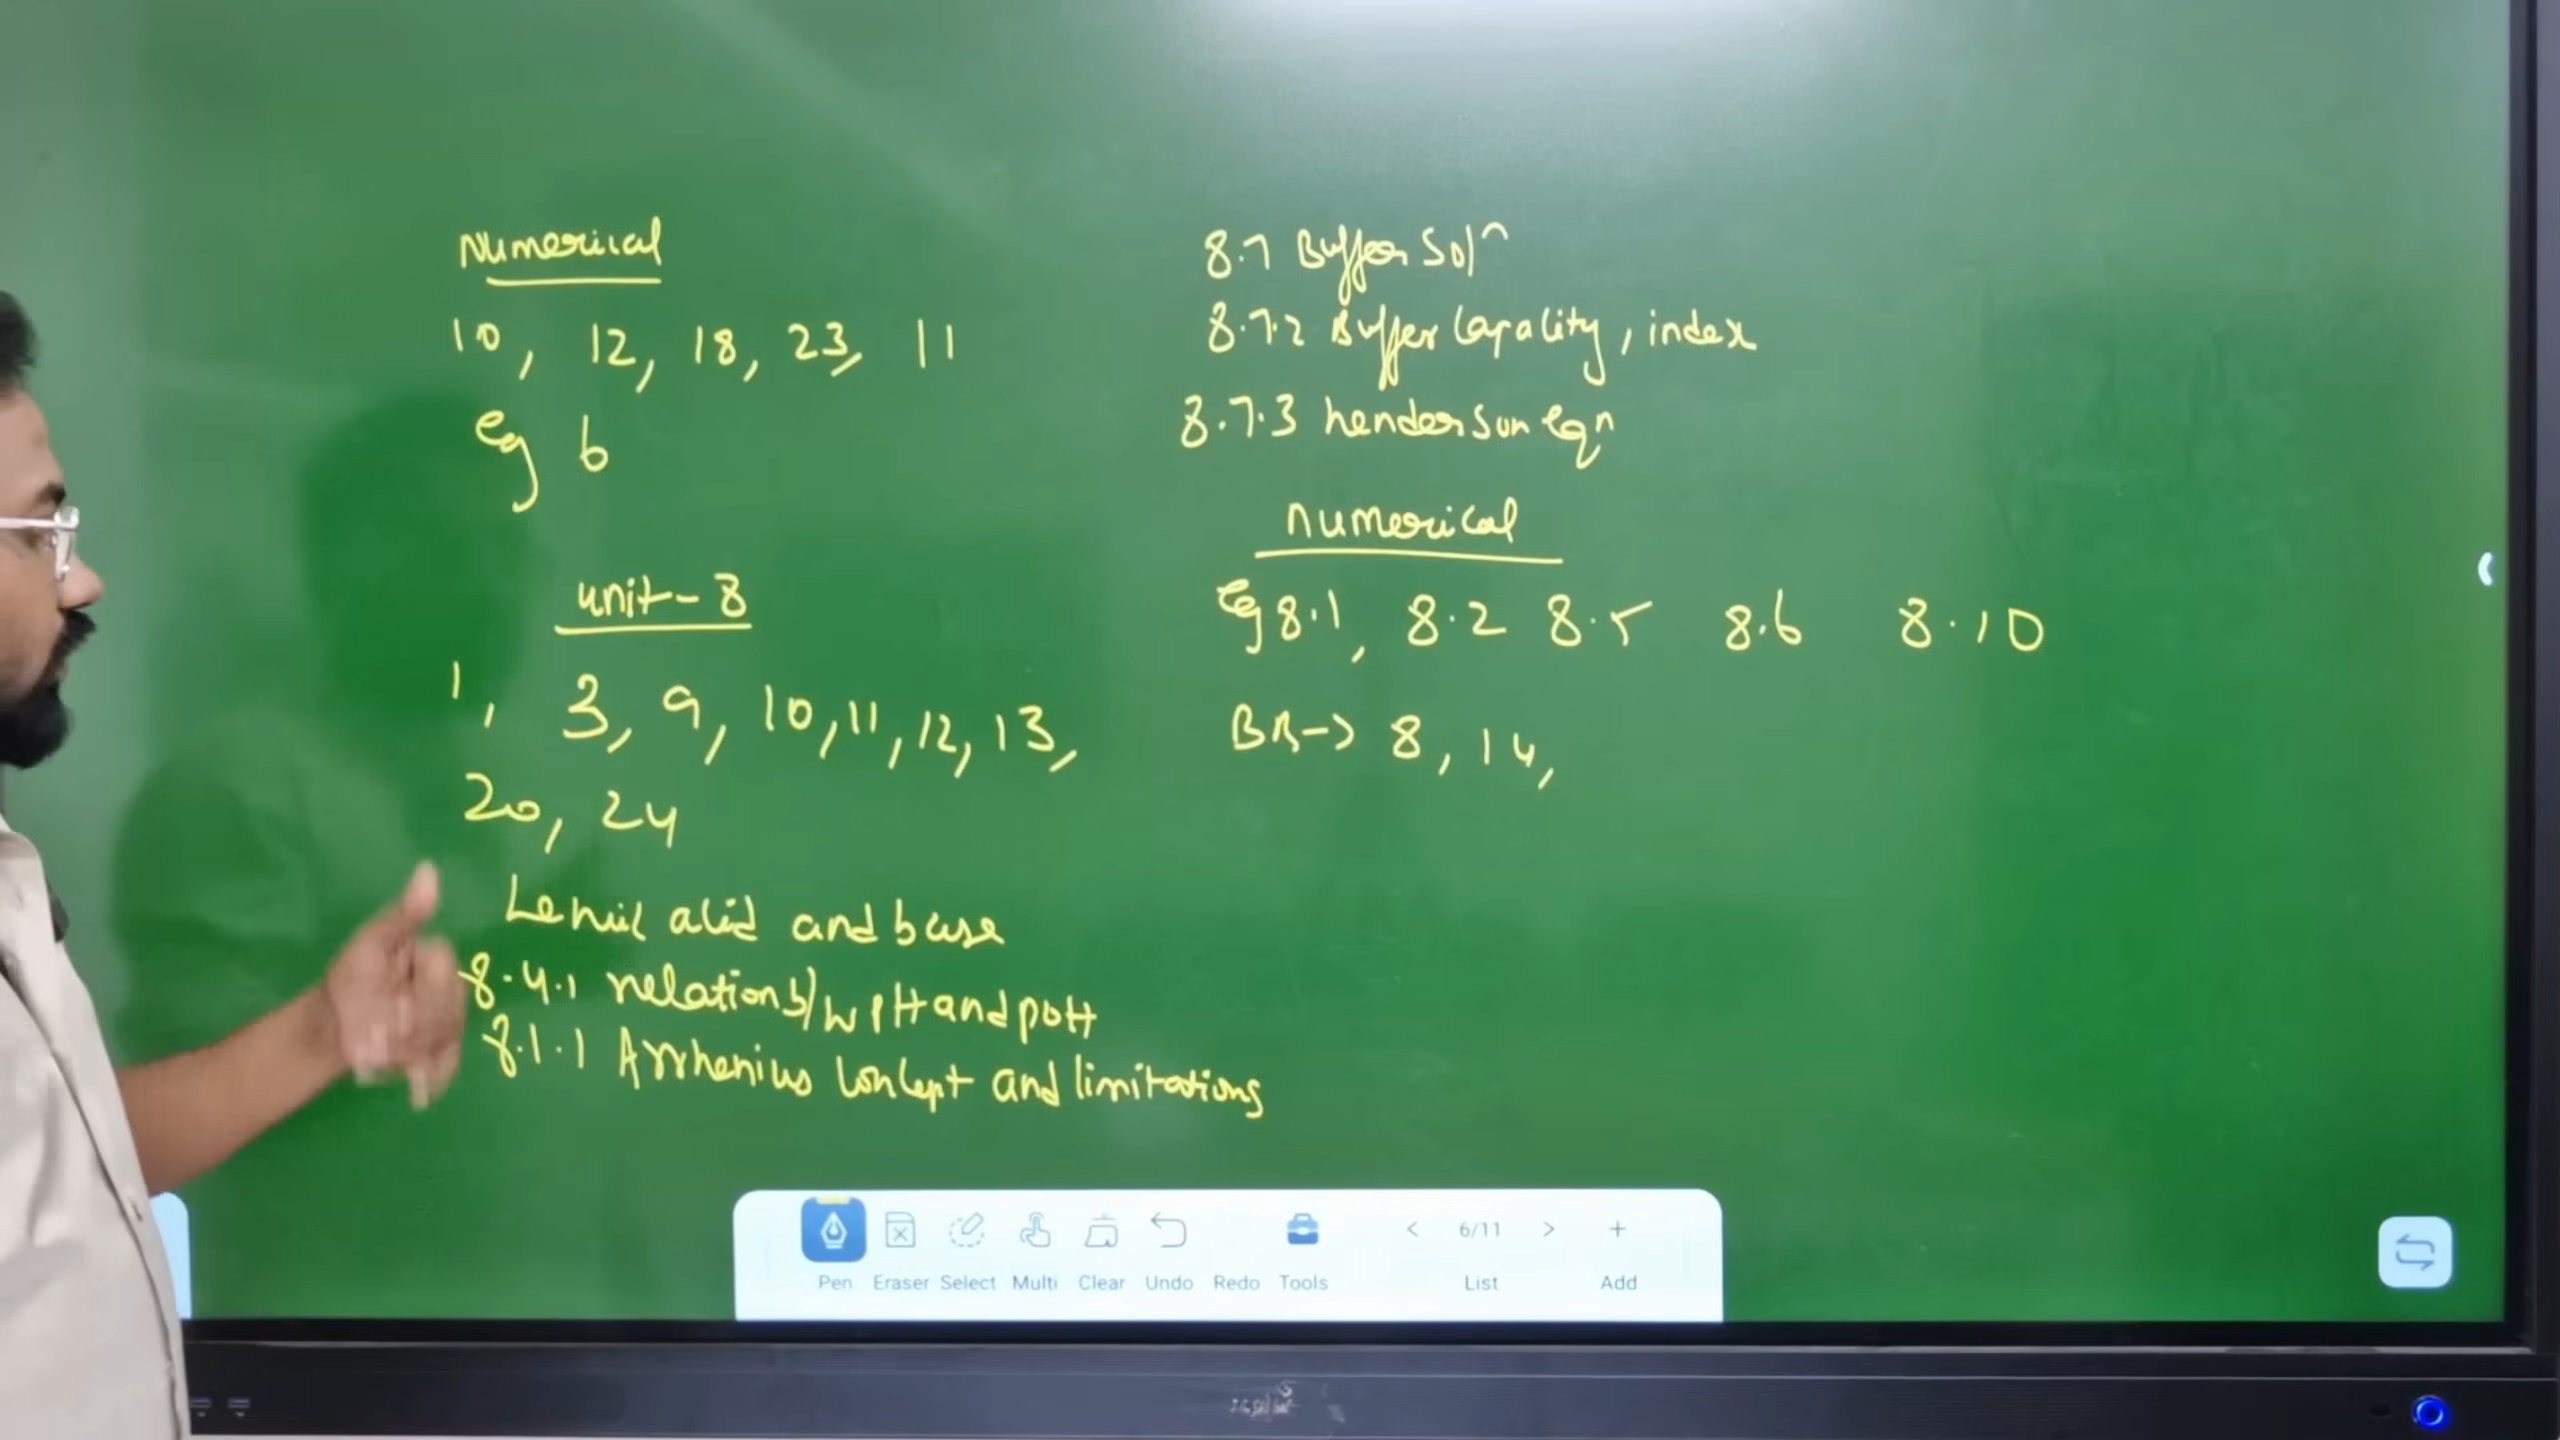 Numerical
10, 12, 18, 23, 11
eg 6
unit-8
1, 3, 9, 10, 11, 12, 13,
20, 24
Lewis acid and base
8.4.1 relation b/w pH and pOH
8.1.1 Arrhenius concept and limitations
8.7 Buffer Solⁿ
8.7.2 Buffer Capacity, index
8.7.3 henderson eqⁿ
numerical
eg 8.1, 8.2 8.5 8.6 8.10
BB→ 8, 14,
6/11
Pen Eraser Select Multi Clear Undo Redo Tools List Add